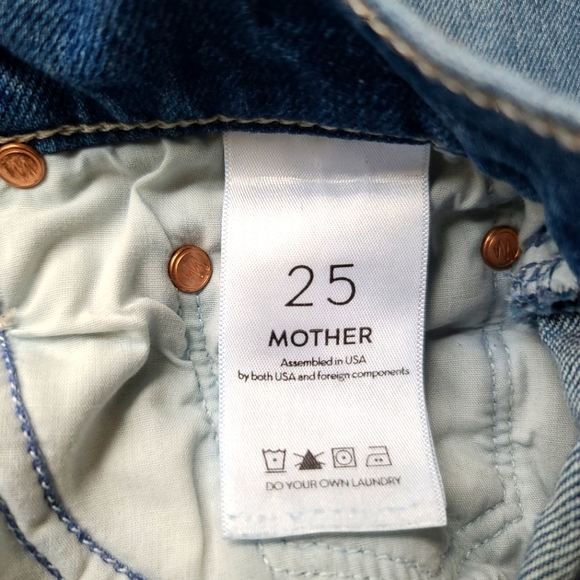 25
MOTHER
Assembled in USA
by both USA and foreign components
DO YOUR OWN LAUNDRY